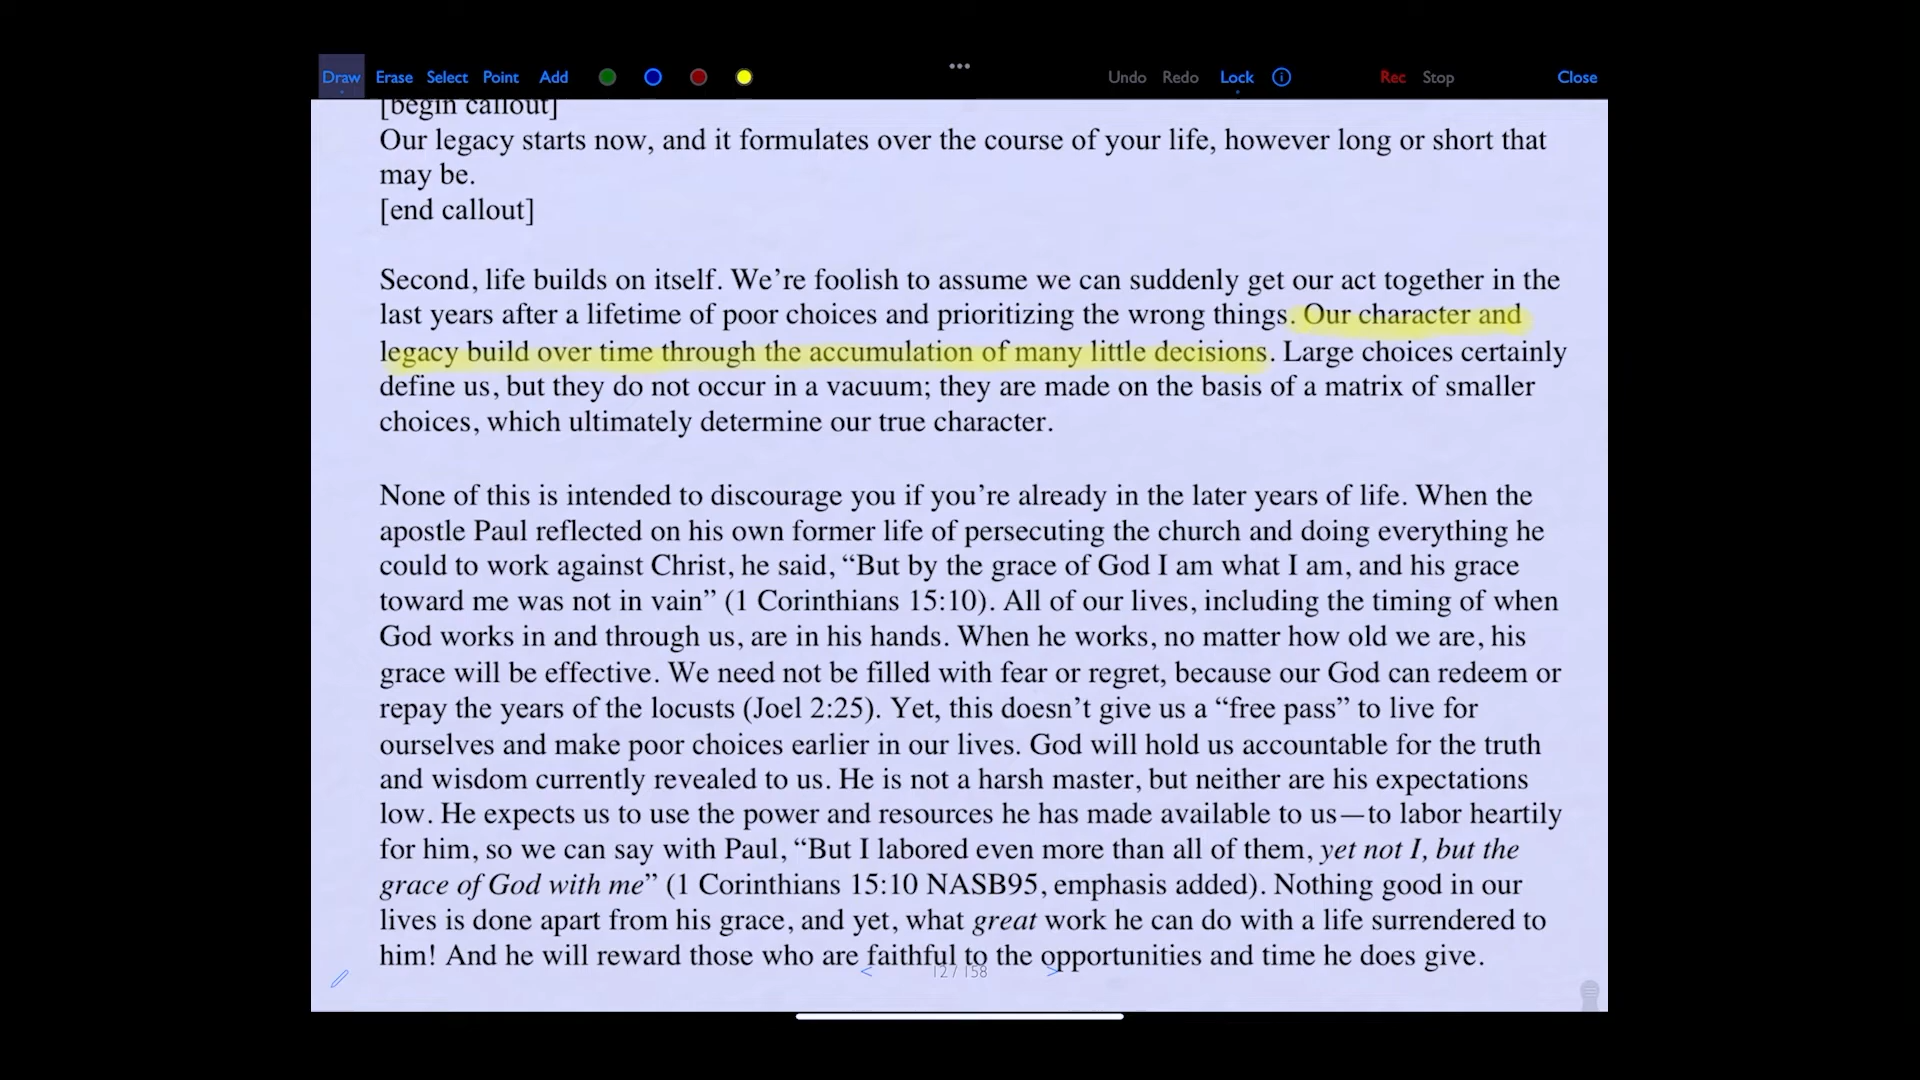 Draw Erase Select Point Add Undo Redo Lock Rec Stop Close
[begin callout]
Our legacy starts now, and it formulates over the course of your life, however long or short that
may be.
[end callout]
Second, life builds on itself. We’re foolish to assume we can suddenly get our act together in the
last years after a lifetime of poor choices and prioritizing the wrong things. Our character and
legacy build over time through the accumulation of many little decisions. Large choices certainly
define us, but they do not occur in a vacuum; they are made on the basis of a matrix of smaller
choices, which ultimately determine our true character.
None of this is intended to discourage you if you’re already in the later years of life. When the
apostle Paul reflected on his own former life of persecuting the church and doing everything he
could to work against Christ, he said, “But by the grace of God I am what I am, and his grace
toward me was not in vain” (1 Corinthians 15:10). All of our lives, including the timing of when
God works in and through us, are in his hands. When he works, no matter how old we are, his
grace will be effective. We need not be filled with fear or regret, because our God can redeem or
repay the years of the locusts (Joel 2:25). Yet, this doesn’t give us a “free pass” to live for
ourselves and make poor choices earlier in our lives. God will hold us accountable for the truth
and wisdom currently revealed to us. He is not a harsh master, but neither are his expectations
low. He expects us to use the power and resources he has made available to us—to labor heartily
for him, so we can say with Paul, “But I labored even more than all of them, yet not I, but the
grace of God with me” (1 Corinthians 15:10 NASB95, emphasis added). Nothing good in our
lives is done apart from his grace, and yet, what great work he can do with a life surrendered to
him! And he will reward those who are faithful to the opportunities and time he does give.
< 127/158 >